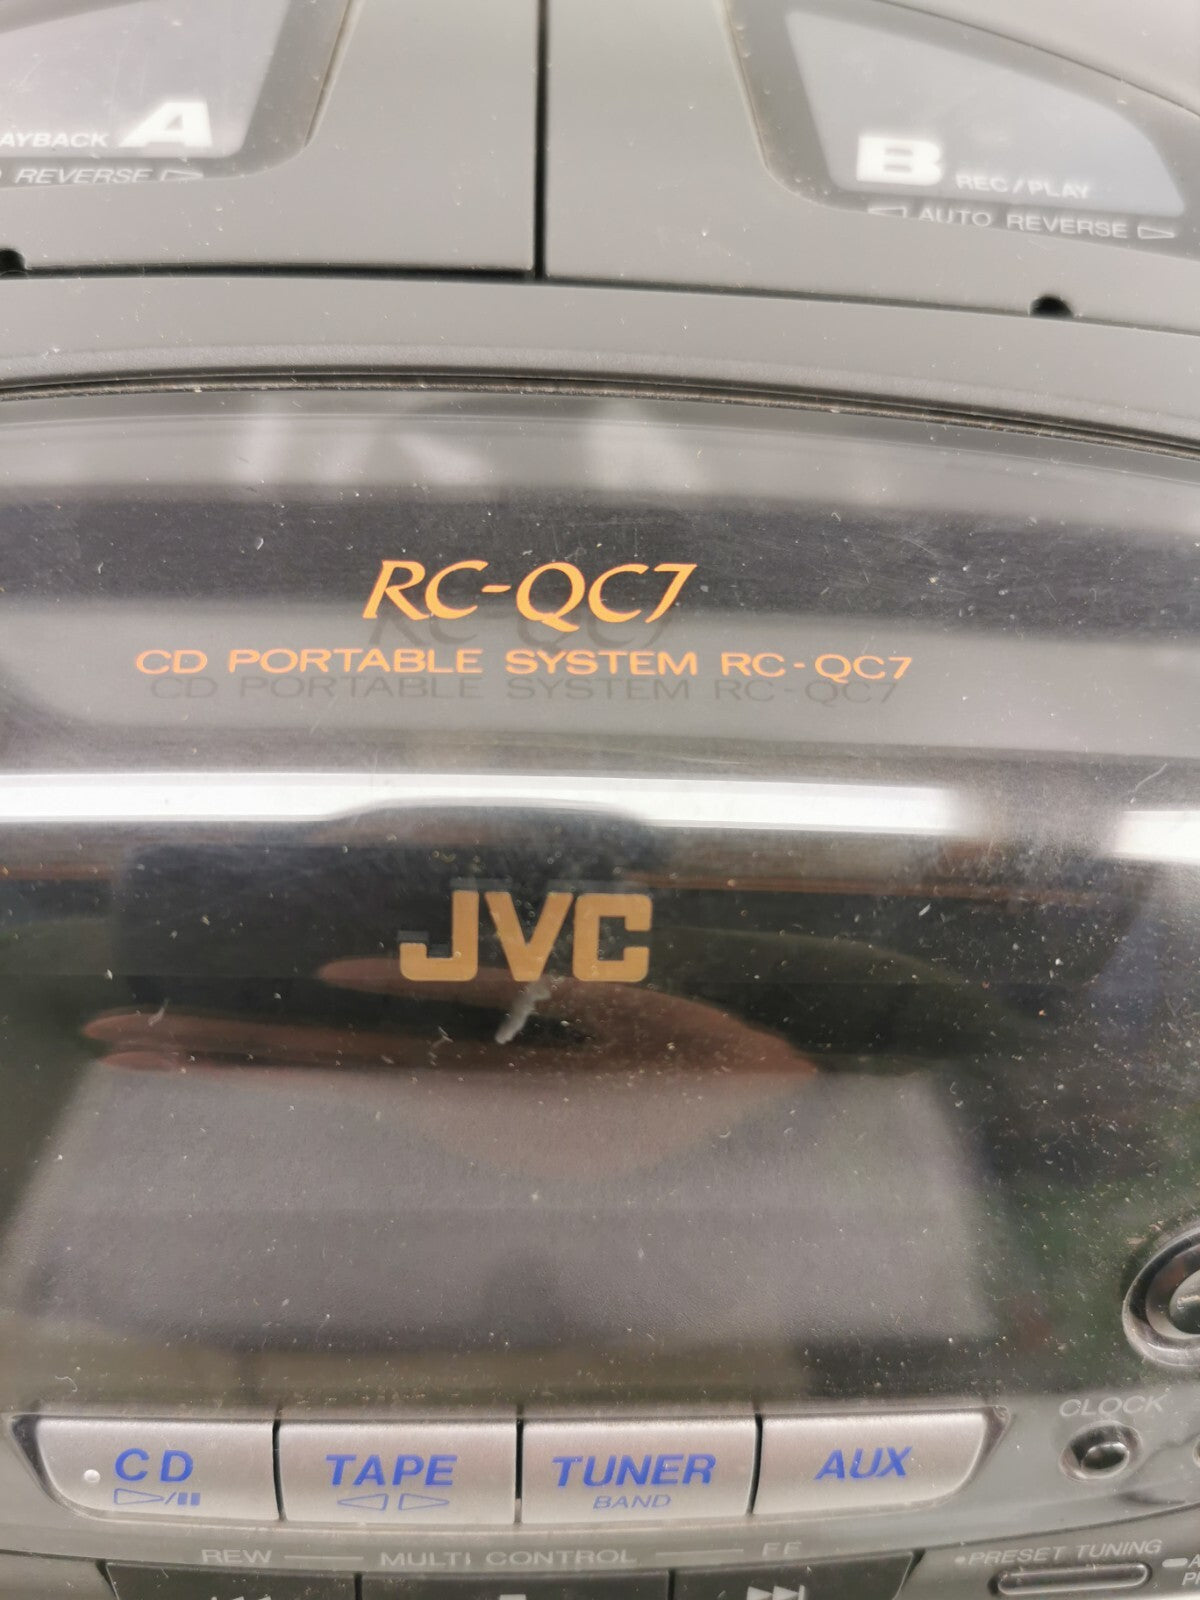 A
REVERSE
B REC/PLAY
AUTO REVERSE
RC-QC7
CD PORTABLE SYSTEM RC-QC7
JVC
CLOCK
CD TAPE TUNER AUX
BAND
REW MULTI CONTROL FF
PRESET TUNING